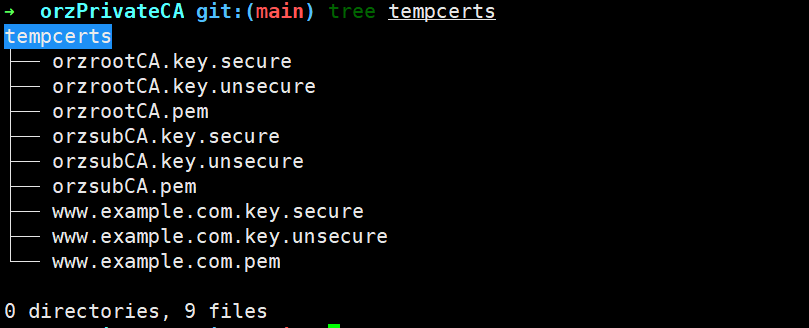 ➜ orzPrivateCA git:(main) tree tempcerts
tempcerts
├── orzrootCA.key.secure
├── orzrootCA.key.unsecure
├── orzrootCA.pem
├── orzsubCA.key.secure
├── orzsubCA.key.unsecure
├── orzsubCA.pem
├── www.example.com.key.secure
├── www.example.com.key.unsecure
└── www.example.com.pem
0 directories, 9 files